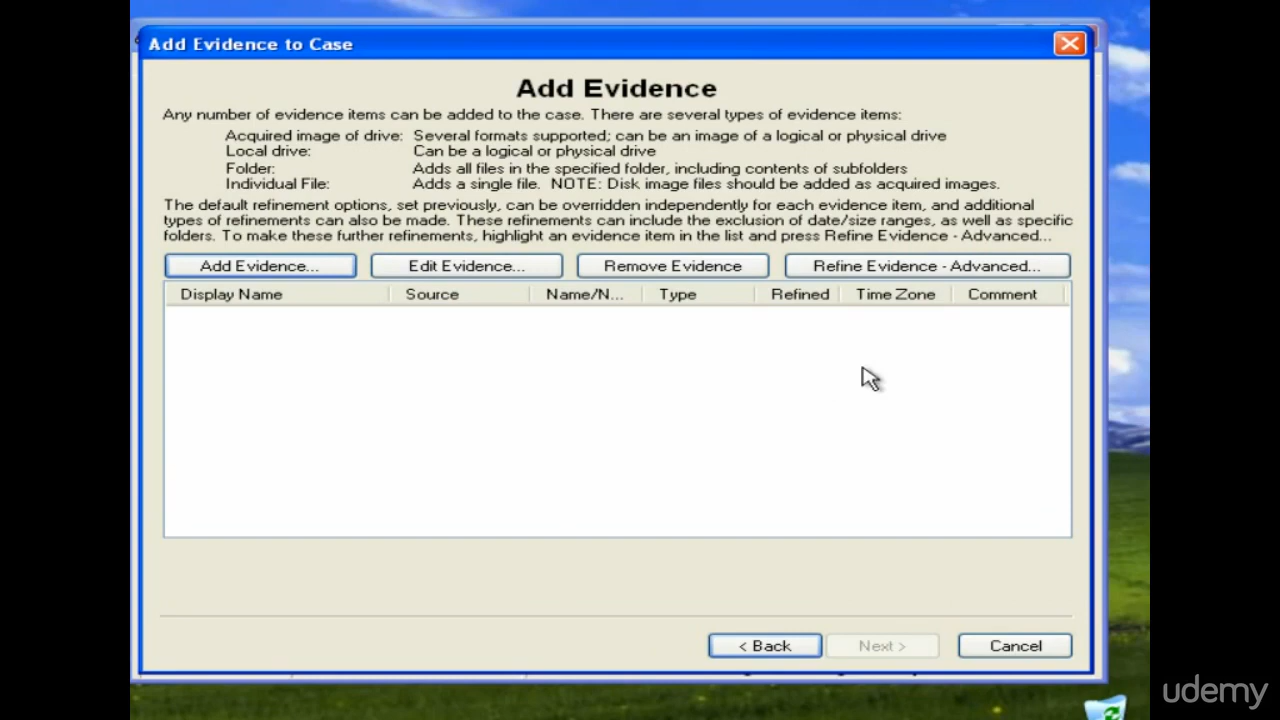 Add Evidence to Case
Add Evidence
Any number of evidence items can be added to the case. There are several types of evidence items:
Acquired image of drive: Several formats supported; can be an image of a logical or physical drive
Local drive: Can be a logical or physical drive
Folder: Adds all files in the specified folder, including contents of subfolders
Individual File: Adds a single file. NOTE: Disk image files should be added as acquired images.
The default refinement options, set previously, can be overridden independently for each evidence item, and additional
types of refinements can also be made. These refinements can include the exclusion of date/size ranges, as well as specific
folders. To make these further refinements, highlight an evidence item in the list and press Refine Evidence - Advanced...
Add Evidence... Edit Evidence... Remove Evidence Refine Evidence - Advanced...
Display Name Source Name/N... Type Refined Time Zone Comment
< Back Next > Cancel
udemy